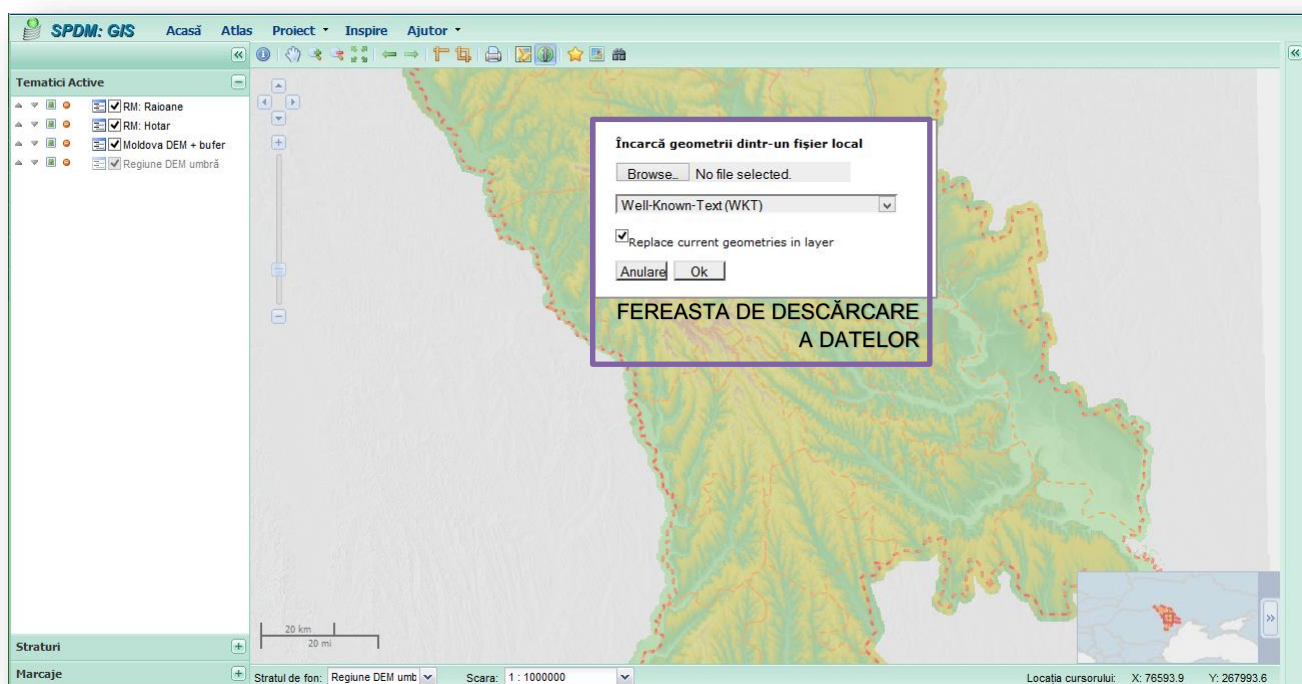 SPDM: GIS Acasă Atlas Proiect Inspire Ajutor
Tematici Active
RM: Raioane
RM: Hotar
Moldova DEM + bufer
Regiune DEM umbră
Încarcă geometrii dintr-un fişier local
Browse_ No file selected.
Well-Known-Text (WKT)
Replace current geometries in layer
Anulare Ok
FEREASTA DE DESCĂRCARE
A DATELOR
20 km
20 mi
Straturi
Marcaje
Stratul de fon: Regiune DEM umb Scara: 1 : 1000000 Locaţia cursorului: X: 76593.9 Y: 267993.6